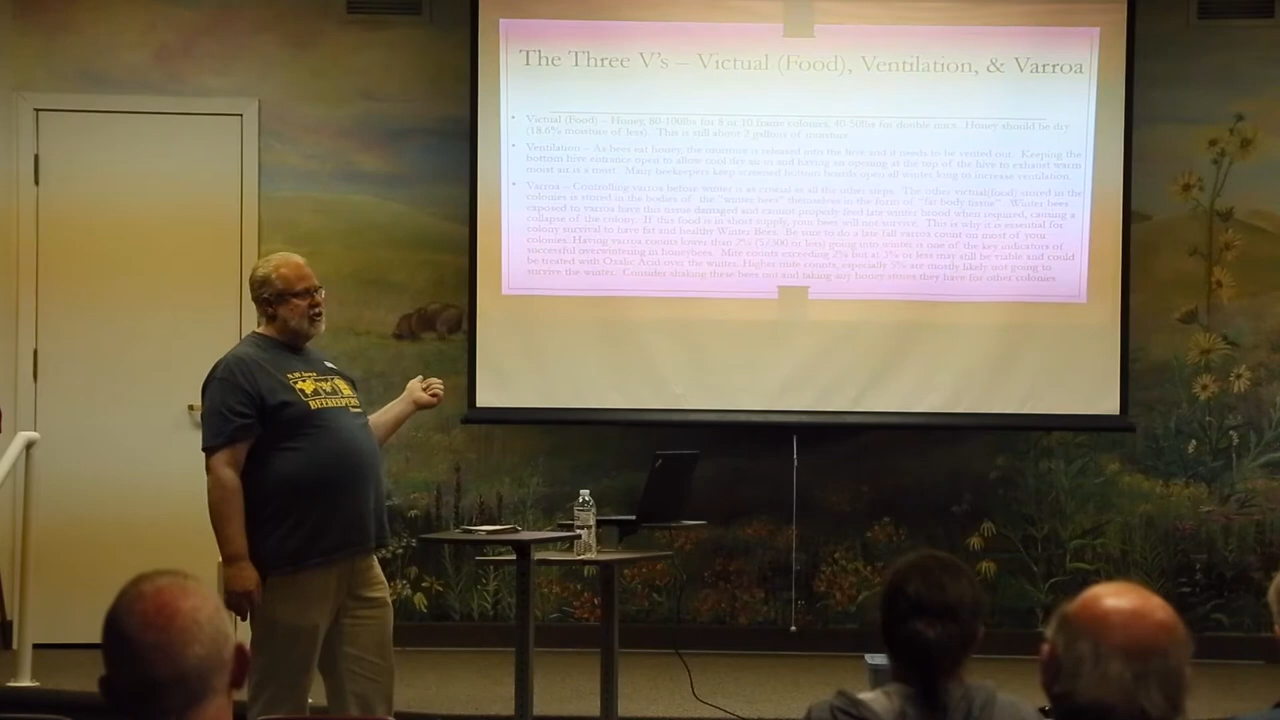 The Three V's – Victual (Food), Ventilation, & Varroa
• Victual (Food) – Honey, 80-100lbs for 8 or 10 frame colonies, 40-50lbs for double nucs. Honey should be dry
(18.6% moisture of less). This is still about 2 gallons of moisture
• Ventilation – As bees eat honey, the moisture is released into the hive and it needs to be vented out. Keeping the
bottom hive entrance open to allow cool dry air in and having an opening at the top of the hive to exhaust warm
moist air is a must. Many beekeepers keep screened bottom boards open all winter long to increase ventilation.
• Varroa – Controlling varroa before winter is as crucial as all the other steps. The other victual(food) stored in the
colonies is stored in the bodies of the "winter bees" themselves in the form of "fat body tissue". Winter bees
exposed to varroa have this tissue damaged and cannot properly feed late winter brood when required, causing a
collapse of the colony. If this food is in short supply, your bees will not survive. This is why it is essential for
colony survival to have fat and healthy Winter Bees. Be sure to do a late fall varroa count on most of your
colonies. Having varroa counts lower than 2% (5/300 or less) going into winter is one of the key indicators of
successful overwintering in honeybees. Mite counts exceeding 2% but at 3% or less may still be viable and could
be treated with Oxalic Acid over the winter. Higher mite counts, especially 5% are mostly likely not going to
survive the winter. Consider shaking these bees out and taking any honey stores they have for other colonies
N.W. Iowa
BEEKEEPERS